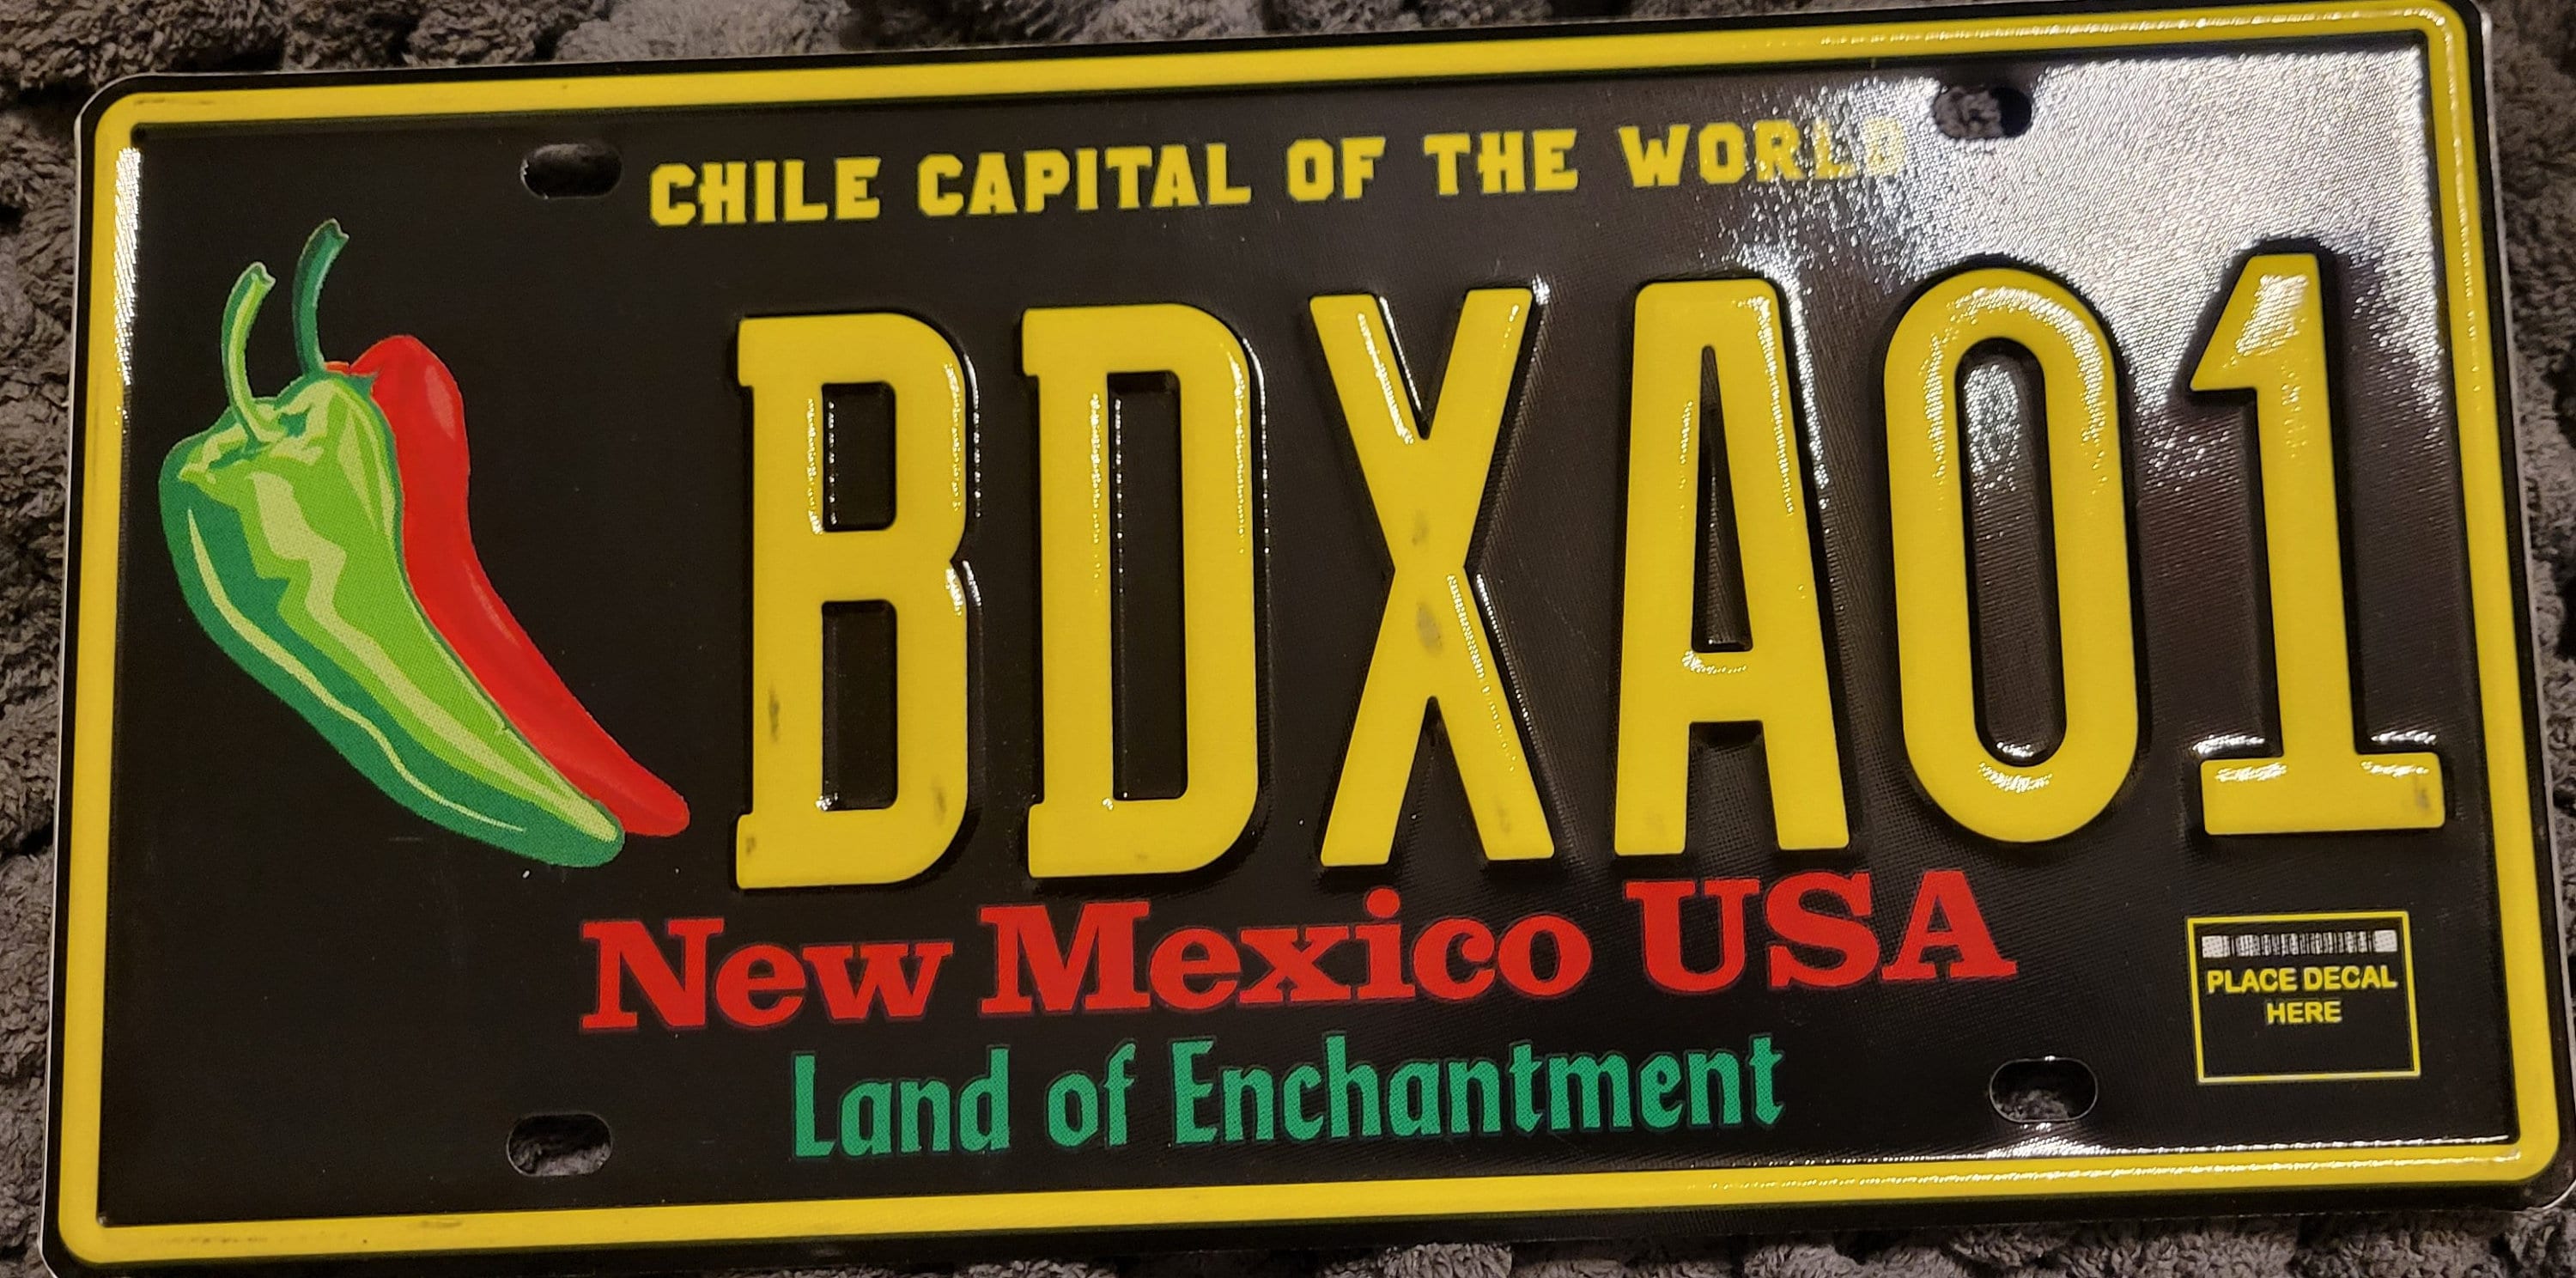 CHILE CAPITAL OF THE WORLD
BDXA01
New Mexico USA
PLACE DECAL
HERE
Land of Enchantment